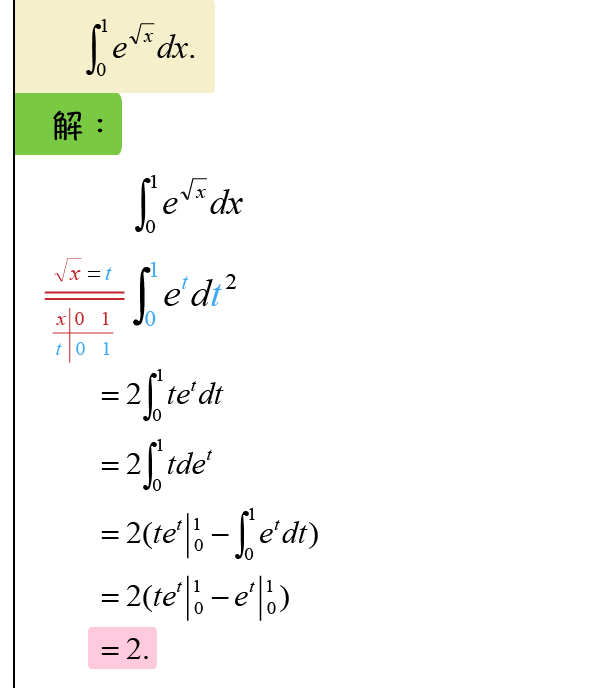 ∫₀¹ e^{√x} dx.
解：
∫₀¹ e^{√x} dx
√x = t
∫₀¹ e^t dt²
x | 0 1
t | 0 1
= 2∫₀¹ te^t dt
= 2∫₀¹ tde^t
= 2(te^t|₀¹ − ∫₀¹ e^t dt)
= 2(te^t|₀¹ − e^t|₀¹)
= 2.